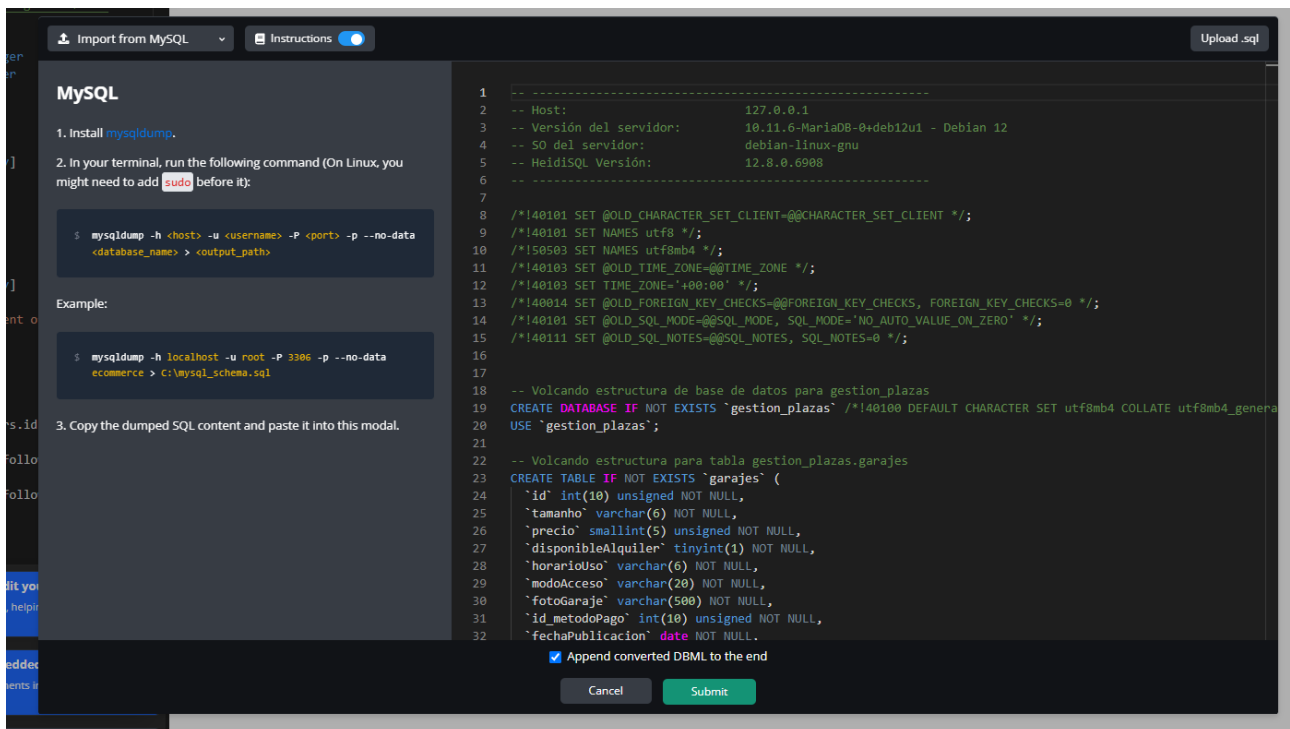 Import from MySQL
Instructions
Upload .sql
MySQL
1. Install mysqldump.
2. In your terminal, run the following command (On Linux, you
might need to add sudo before it):
$ mysqldump -h <host> -u <username> -P <port> -p --no-data
<database_name> > <output_path>
Example:
$ mysqldump -h localhost -u root -P 3306 -p --no-data
ecommerce > C:\mysql_schema.sql
3. Copy the dumped SQL content and paste it into this modal.
1 -- --------------------------------------------------------
2 -- Host: 127.0.0.1
3 -- Versión del servidor: 10.11.6-MariaDB-0+deb12u1 - Debian 12
4 -- SO del servidor: debian-linux-gnu
5 -- HeidiSQL Versión: 12.8.0.6908
6 -- --------------------------------------------------------
7
8 /*!40101 SET @OLD_CHARACTER_SET_CLIENT=@@CHARACTER_SET_CLIENT */;
9 /*!40101 SET NAMES utf8 */;
10 /*!50503 SET NAMES utf8mb4 */;
11 /*!40103 SET @OLD_TIME_ZONE=@@TIME_ZONE */;
12 /*!40103 SET TIME_ZONE='+00:00' */;
13 /*!40014 SET @OLD_FOREIGN_KEY_CHECKS=@@FOREIGN_KEY_CHECKS, FOREIGN_KEY_CHECKS=0 */;
14 /*!40101 SET @OLD_SQL_MODE=@@SQL_MODE, SQL_MODE='NO_AUTO_VALUE_ON_ZERO' */;
15 /*!40111 SET @OLD_SQL_NOTES=@@SQL_NOTES, SQL_NOTES=0 */;
16
17
18 -- Volcando estructura de base de datos para gestion_plazas
19 CREATE DATABASE IF NOT EXISTS `gestion_plazas` /*!40100 DEFAULT CHARACTER SET utf8mb4 COLLATE utf8mb4_genera
20 USE `gestion_plazas`;
21
22 -- Volcando estructura para tabla gestion_plazas.garajes
23 CREATE TABLE IF NOT EXISTS `garajes` (
24 `id` int(10) unsigned NOT NULL,
25 `tamanho` varchar(6) NOT NULL,
26 `precio` smallint(5) unsigned NOT NULL,
27 `disponibleAlquiler` tinyint(1) NOT NULL,
28 `horarioUso` varchar(6) NOT NULL,
29 `modoAcceso` varchar(20) NOT NULL,
30 `fotoGaraje` varchar(500) NOT NULL,
31 `id_metodoPago` int(10) unsigned NOT NULL,
32 `fechaPublicacion` date NOT NULL,
Append converted DBML to the end
Cancel
Submit